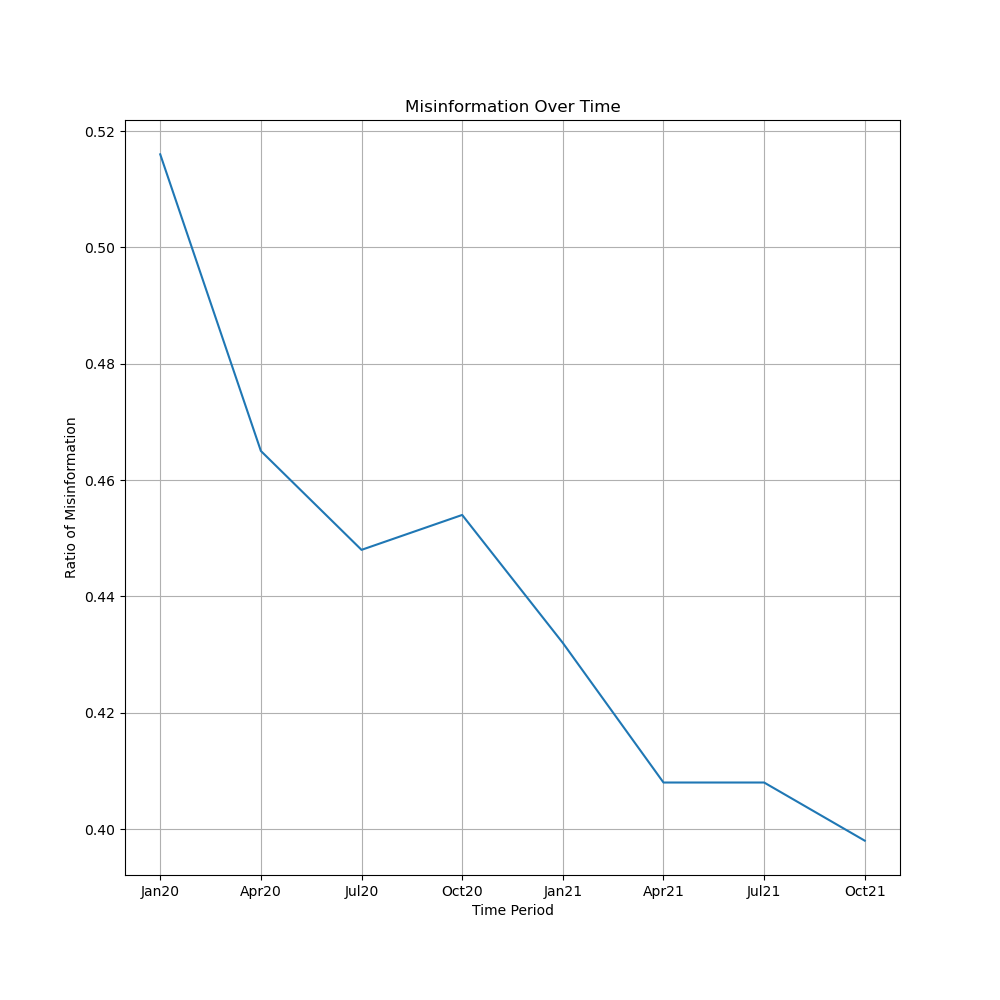 Misinformation Over Time
0.52
0.50
0.48
0.46
0.44
0.42
0.40
Ratio of Misinformation
Jan20 Apr20 Jul20 Oct20 Jan21 Apr21 Jul21 Oct21
Time Period